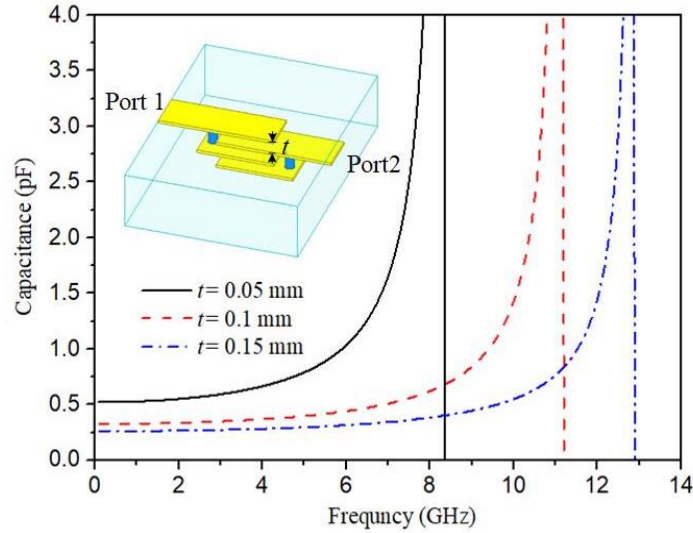 4.0
3.5
3.0
2.5
2.0
1.5
1.0
0.5
0.0
Capacitance (pF)
Port 1
t
Port2
t= 0.05 mm
t= 0.1 mm
t= 0.15 mm
0 2 4 6 8 10 12 14
Frequncy (GHz)